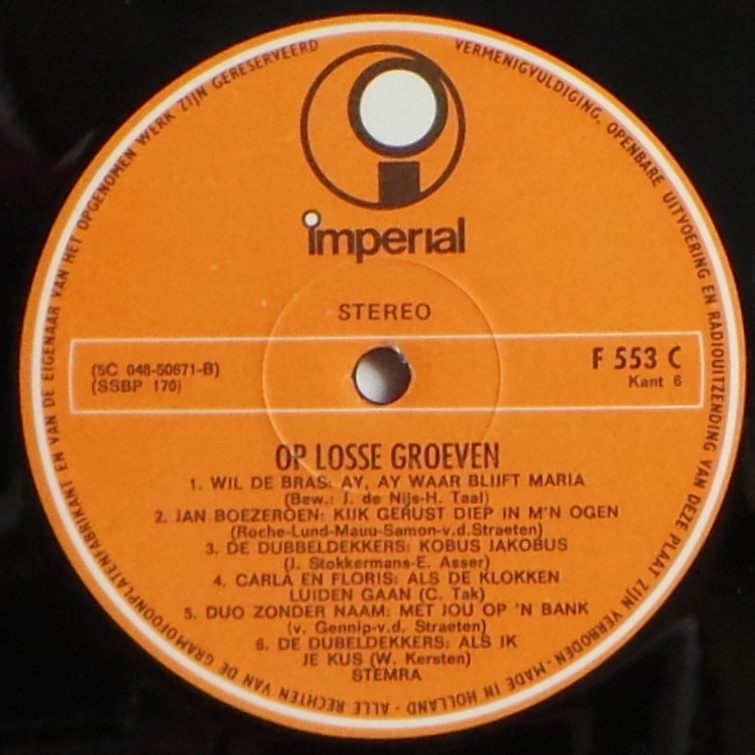 ALLE RECHTEN VAN DE GRAMOFOONPLATENFABRIKANT EN VAN DE EIGENAAR VAN HET OPGENOMEN WERK ZIJN GERESERVEERD
VERMENIGVULDIGING, OPENBARE UITVOERING EN RADIOUITZENDING VAN DEZE PLAAT ZIJN VERBODEN - MADE IN HOLLAND -
imperial
STEREO
(5C 048-50671-B)
(SSBP 170)
F 553 C
Kant 6
OP LOSSE GROEVEN
1. WIL DE BRAS: AY, AY WAAR BLIJFT MARIA
(Bew.: J. de Nijs-H. Taal)
2. JAN BOEZEROEN: KIJK GERUST DIEP IN M'N OGEN
(Roche-Lund-Mauu-Samon-v.d.Straeten)
3. DE DUBBELDEKKERS: KOBUS JAKOBUS
(J. Stokkermans-E. Asser)
4. CARLA EN FLORIS: ALS DE KLOKKEN
LUIDEN GAAN (C. Tak)
5. DUO ZONDER NAAM: MET JOU OP 'N BANK
(v. Gennip-v.d. Straeten)
6. DE DUBELDEKKERS: ALS IK
JE KUS (W. Kersten)
STEMRA